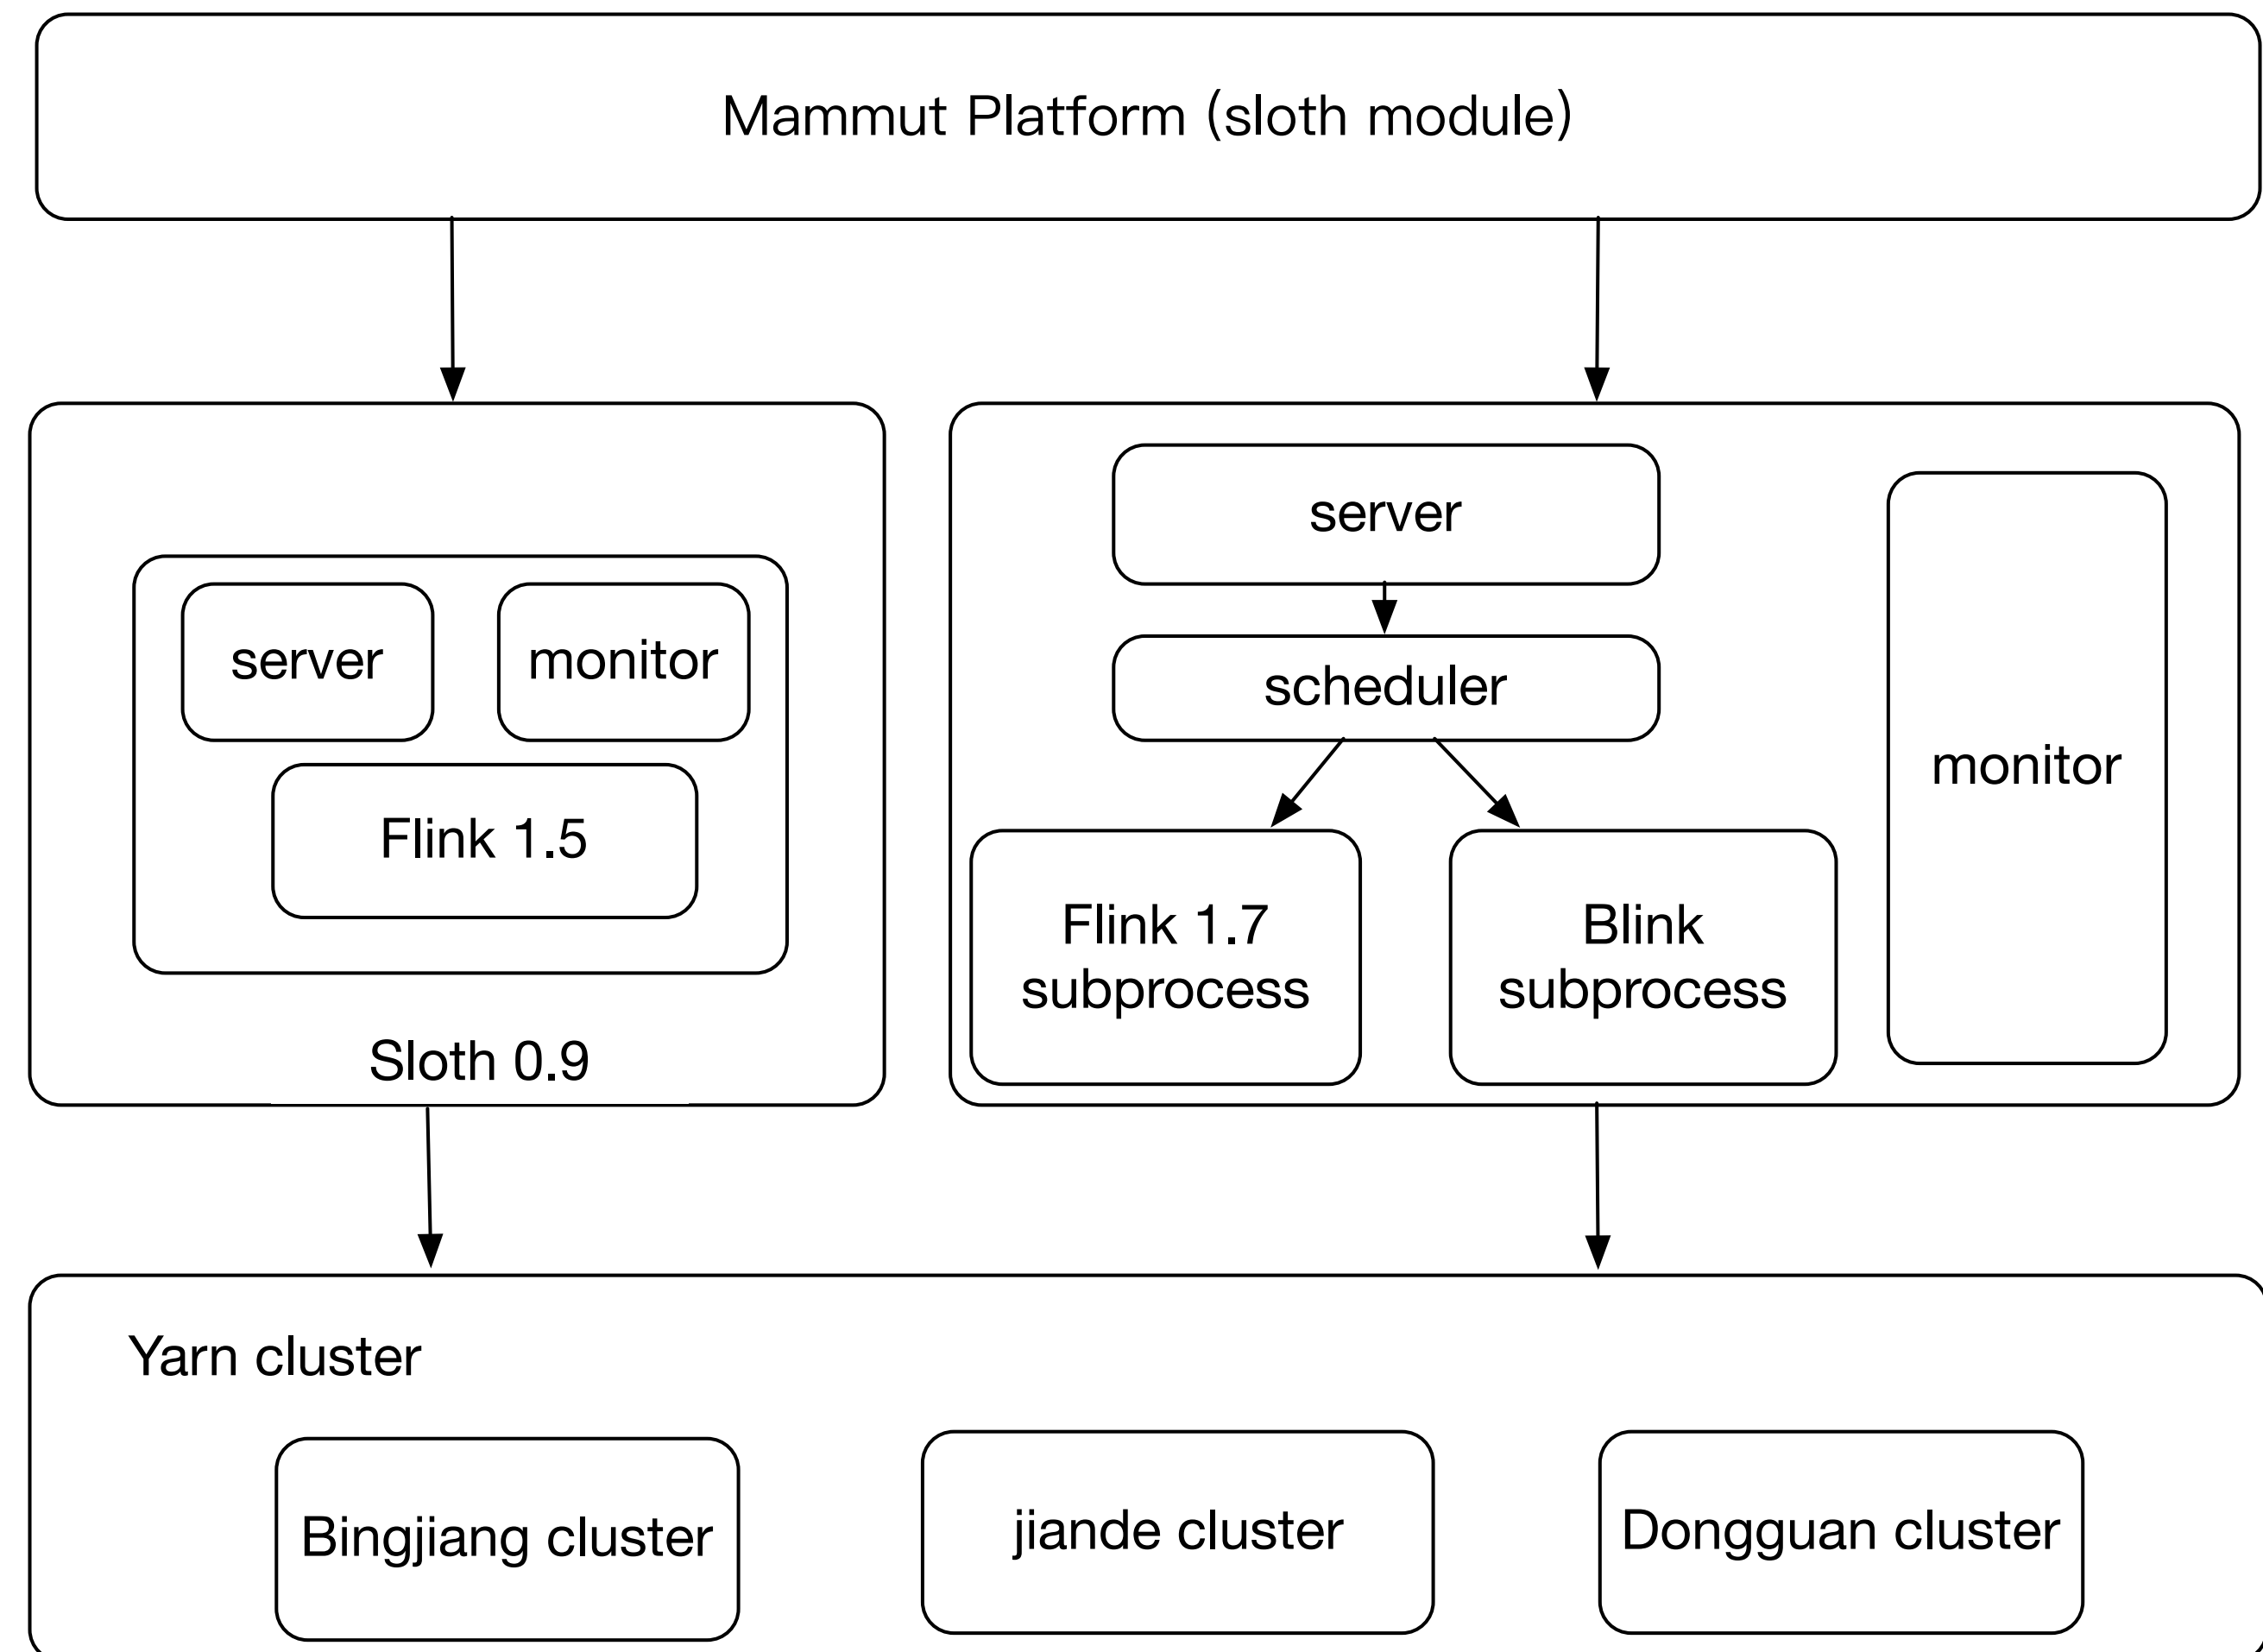 Mammut Platform (sloth module)
server
monitor
Flink 1.5
Sloth 0.9
server
scheduler
Flink 1.7
subprocess
Blink
subprocess
monitor
Yarn cluster
Bingjiang cluster
jiande cluster
Dongguan cluster